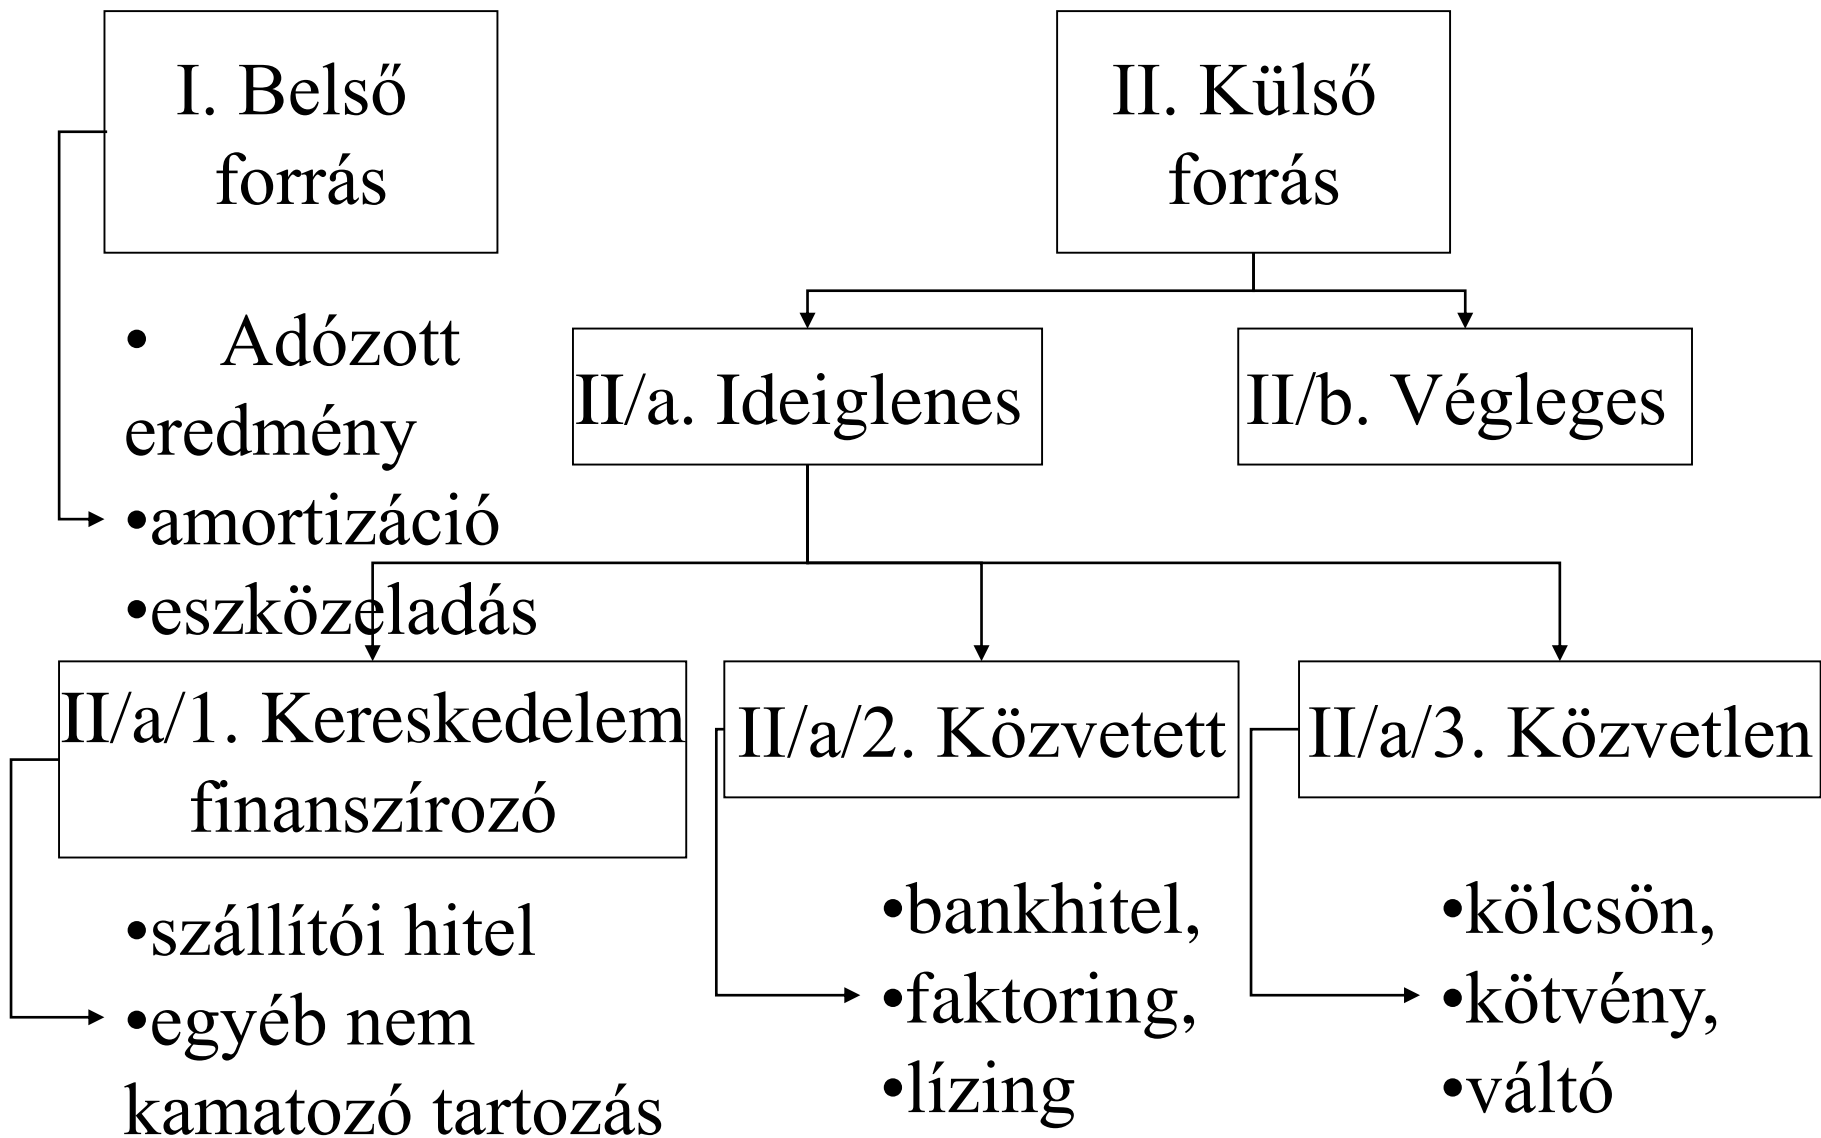 I. Belső
forrás
II. Külső
forrás
• Adózott
eredmény
•amortizáció
•eszközeladás
II/a. Ideiglenes
II/b. Végleges
II/a/1. Kereskedelem
finanszírozó
II/a/2. Közvetett
II/a/3. Közvetlen
•szállítói hitel
•egyéb nem
kamatozó tartozás
•bankhitel,
•faktoring,
•lízing
•kölcsön,
•kötvény,
•váltó